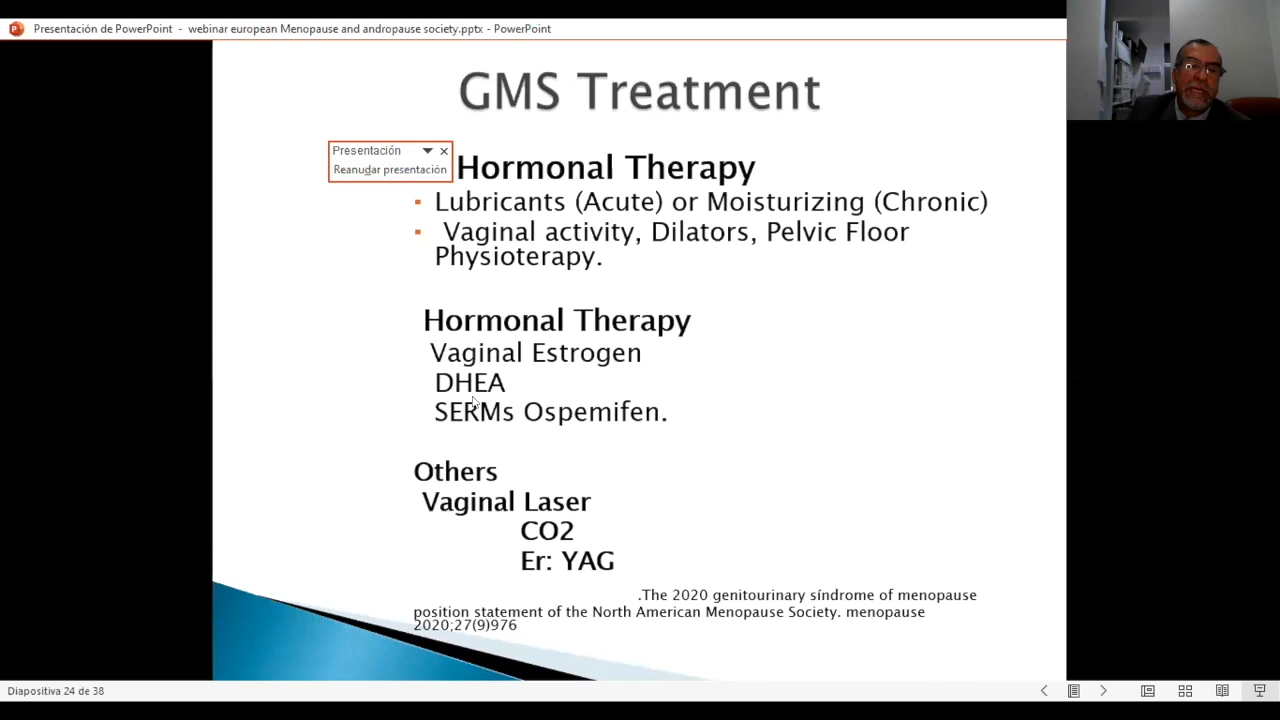 Presentación de PowerPoint - webinar european Menopause and andropause society.pptx - PowerPoint
GMS Treatment
Presentación
Reanudar presentación
Hormonal Therapy
Lubricants (Acute) or Moisturizing (Chronic)
Vaginal activity, Dilators, Pelvic Floor
Physioterapy.
Hormonal Therapy
Vaginal Estrogen
DHEA
SERMs Ospemifen.
Others
Vaginal Laser
CO2
Er: YAG
.The 2020 genitourinary síndrome of menopause
position statement of the North American Menopause Society. menopause
2020;27(9)976
Diapositiva 24 de 38